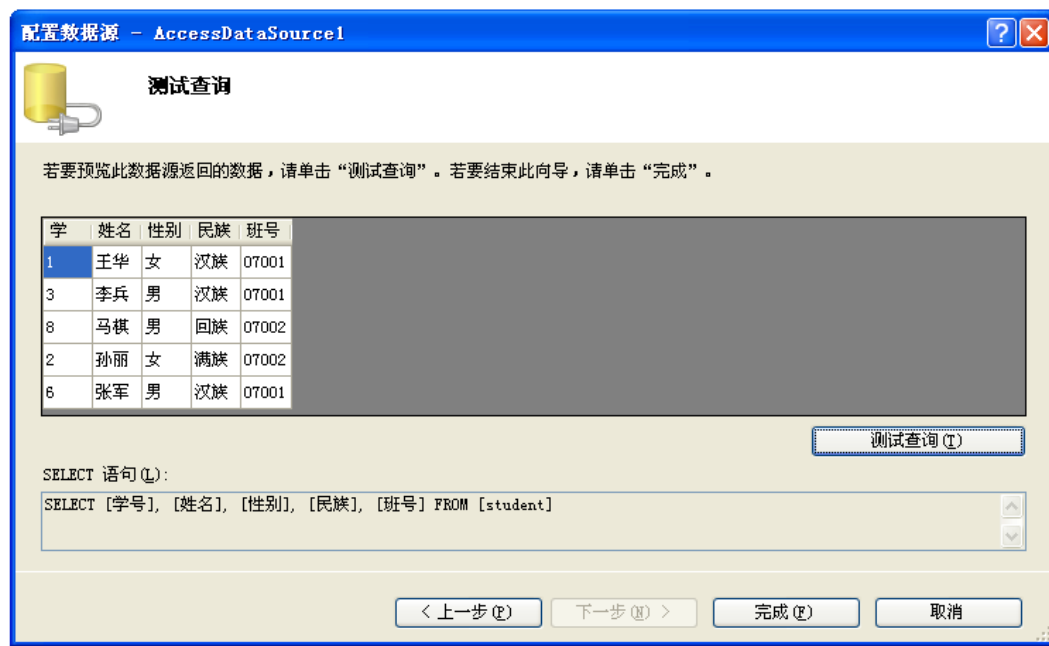 配置数据源 - AccessDataSource1
测试查询
若要预览此数据源返回的数据，请单击“测试查询”。若要结束此向导，请单击“完成”。
学 姓名 性别 民族 班号
1 王华 女 汉族 07001
3 李兵 男 汉族 07001
8 马棋 男 回族 07002
2 孙丽 女 满族 07002
6 张军 男 汉族 07001
测试查询(T)
SELECT 语句(L):
SELECT [学号], [姓名], [性别], [民族], [班号] FROM [student]
< 上一步(P) 下一步(N) > 完成(F) 取消